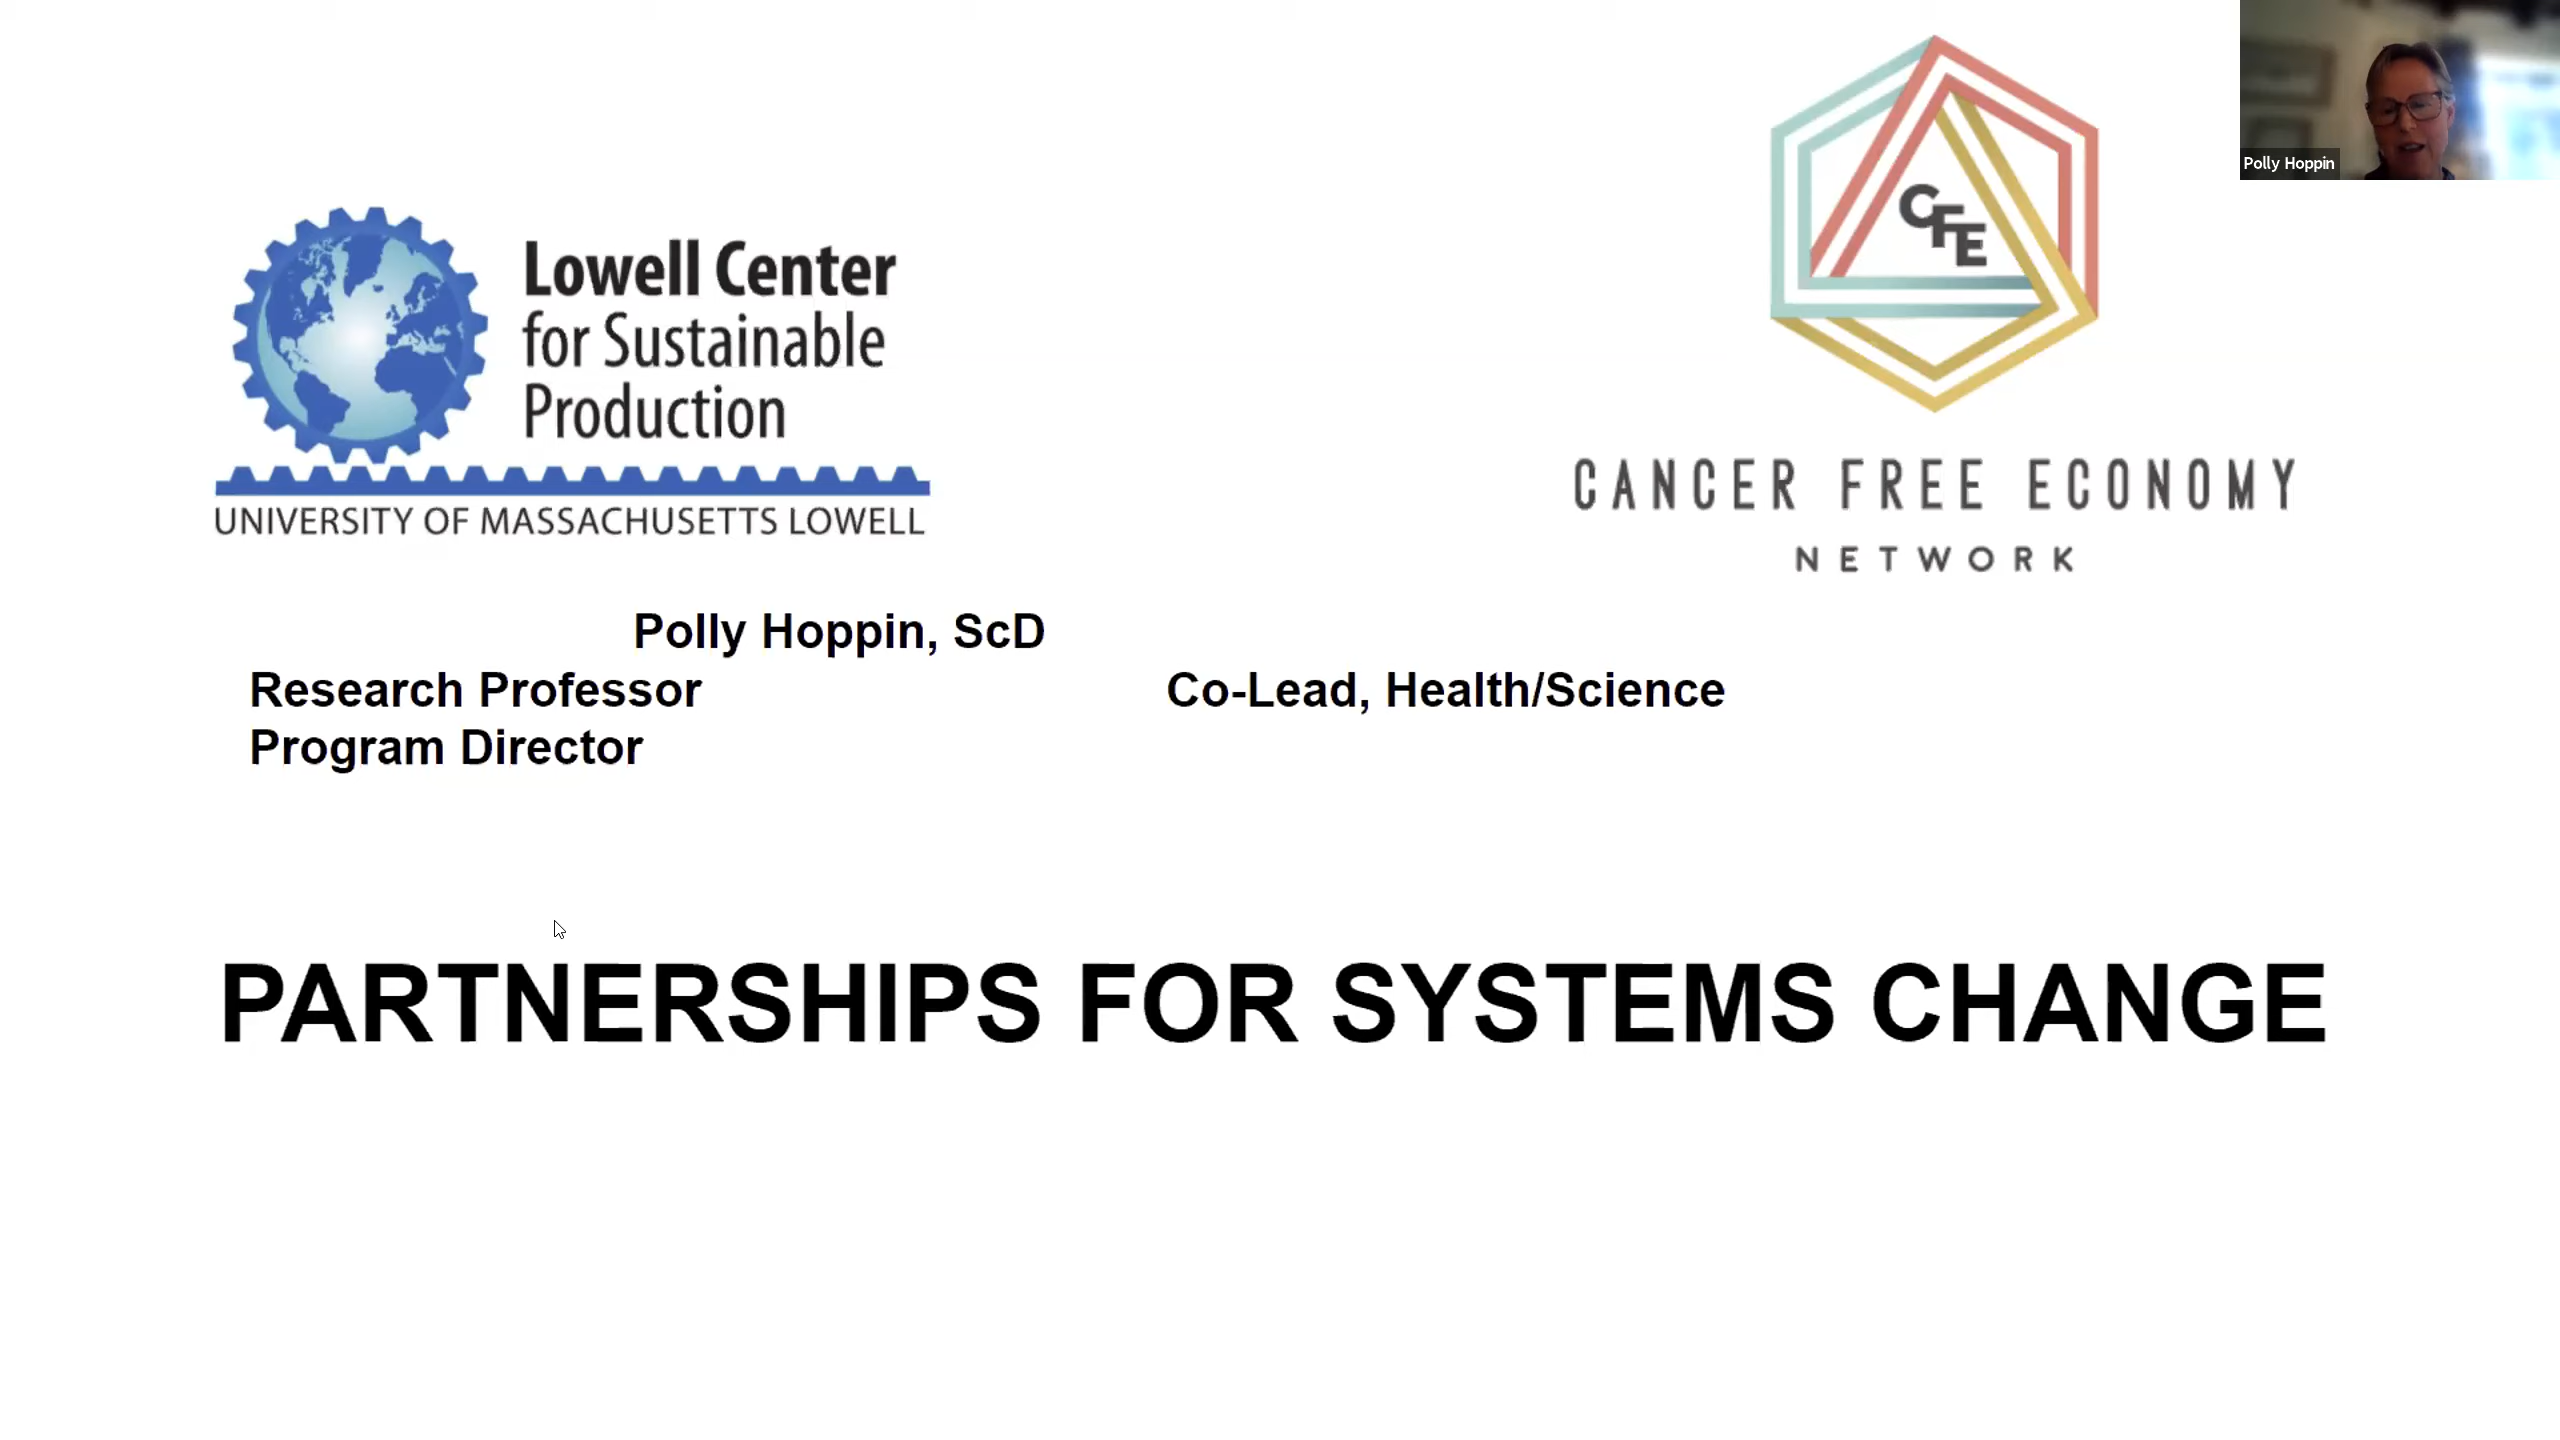 Polly Hoppin
CFE
Lowell Center
for Sustainable
Production
UNIVERSITY OF MASSACHUSETTS LOWELL
CANCER FREE ECONOMY
NETWORK
Polly Hoppin, ScD
Research Professor
Co-Lead, Health/Science
Program Director
PARTNERSHIPS FOR SYSTEMS CHANGE